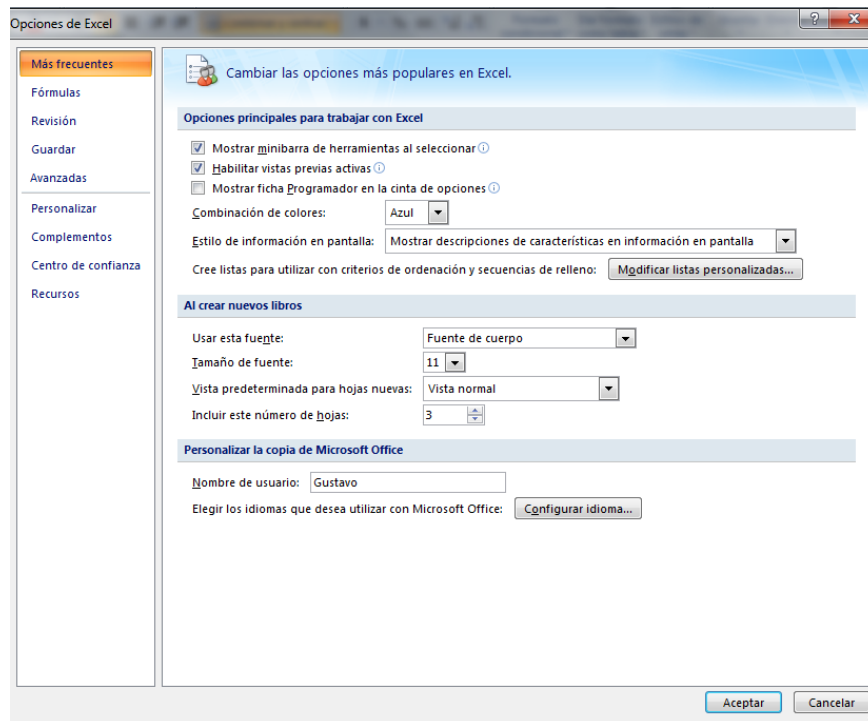 Opciones de Excel
Más frecuentes
Fórmulas
Revisión
Guardar
Avanzadas
Personalizar
Complementos
Centro de confianza
Recursos
Cambiar las opciones más populares en Excel.
Opciones principales para trabajar con Excel
Mostrar minibarra de herramientas al seleccionar
Habilitar vistas previas activas
Mostrar ficha Programador en la cinta de opciones
Combinación de colores: Azul
Estilo de información en pantalla: Mostrar descripciones de características en información en pantalla
Cree listas para utilizar con criterios de ordenación y secuencias de relleno: Modificar listas personalizadas...
Al crear nuevos libros
Usar esta fuente: Fuente de cuerpo
Tamaño de fuente: 11
Vista predeterminada para hojas nuevas: Vista normal
Incluir este número de hojas: 3
Personalizar la copia de Microsoft Office
Nombre de usuario: Gustavo
Elegir los idiomas que desea utilizar con Microsoft Office: Configurar idioma...
Aceptar Cancelar